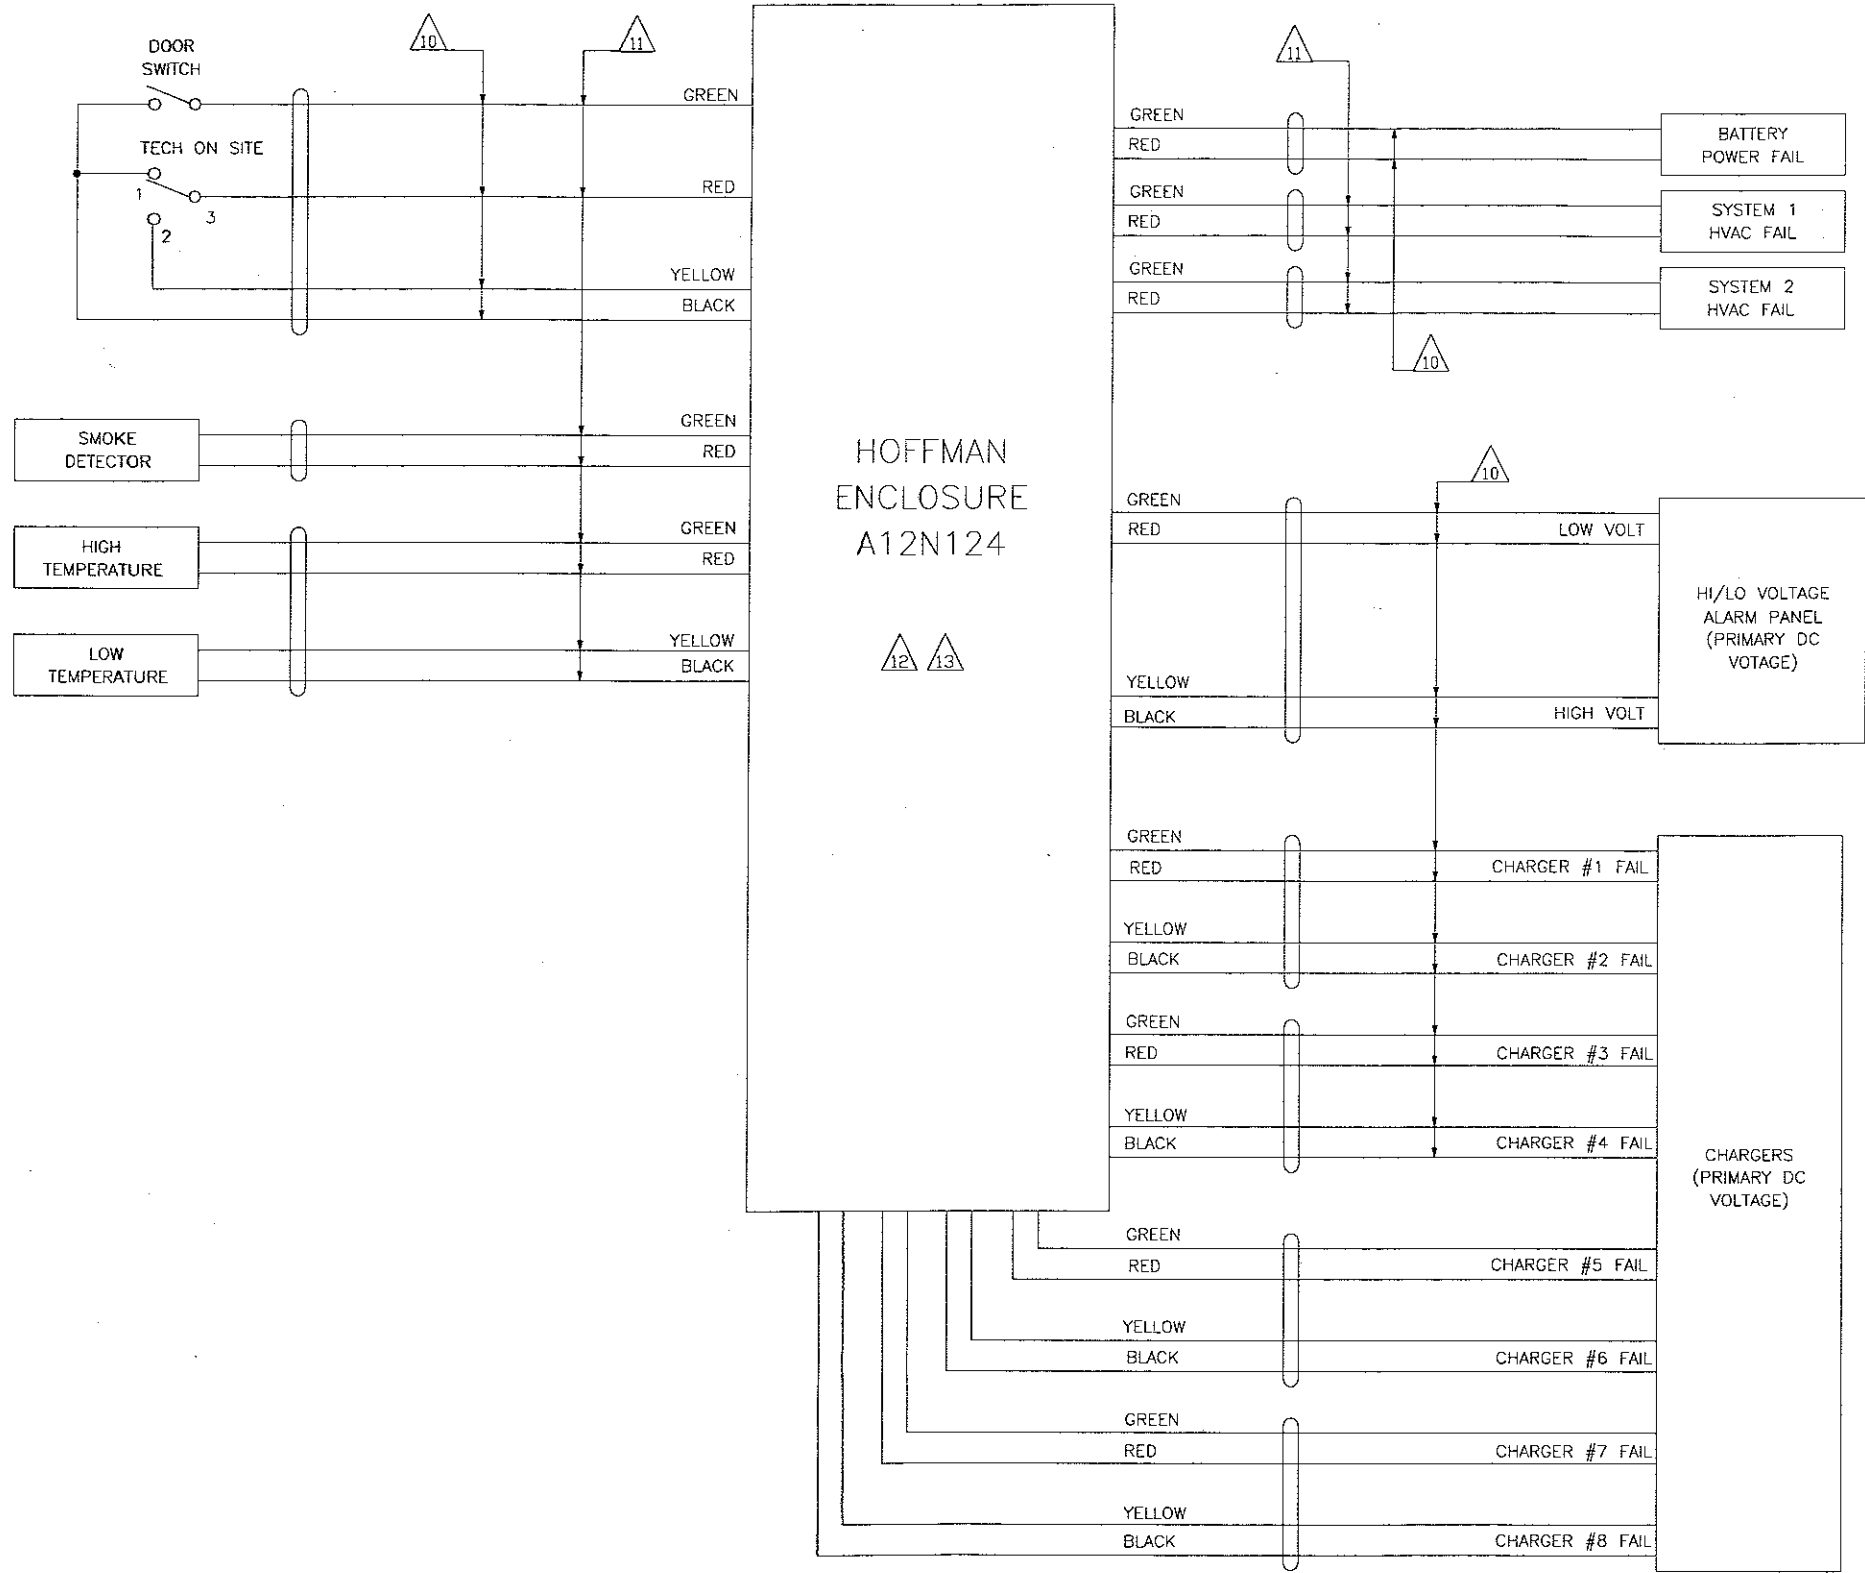 DOOR
SWITCH
10
11
GREEN
TECH ON SITE
1
3
2
RED
YELLOW
BLACK
SMOKE
DETECTOR
GREEN
RED
HIGH
TEMPERATURE
GREEN
RED
LOW
TEMPERATURE
YELLOW
BLACK
HOFFMAN
ENCLOSURE
A12N124
12
13
11
GREEN
RED
BATTERY
POWER FAIL
GREEN
RED
SYSTEM 1
HVAC FAIL
GREEN
RED
SYSTEM 2
HVAC FAIL
10
10
GREEN
RED
LOW VOLT
YELLOW
BLACK
HIGH VOLT
HI/LO VOLTAGE
ALARM PANEL
(PRIMARY DC
VOTAGE)
GREEN
RED
CHARGER #1 FAIL
YELLOW
BLACK
CHARGER #2 FAIL
GREEN
RED
CHARGER #3 FAIL
YELLOW
BLACK
CHARGER #4 FAIL
CHARGERS
(PRIMARY DC
VOLTAGE)
GREEN
RED
CHARGER #5 FAIL
YELLOW
BLACK
CHARGER #6 FAIL
GREEN
RED
CHARGER #7 FAIL
YELLOW
BLACK
CHARGER #8 FAIL